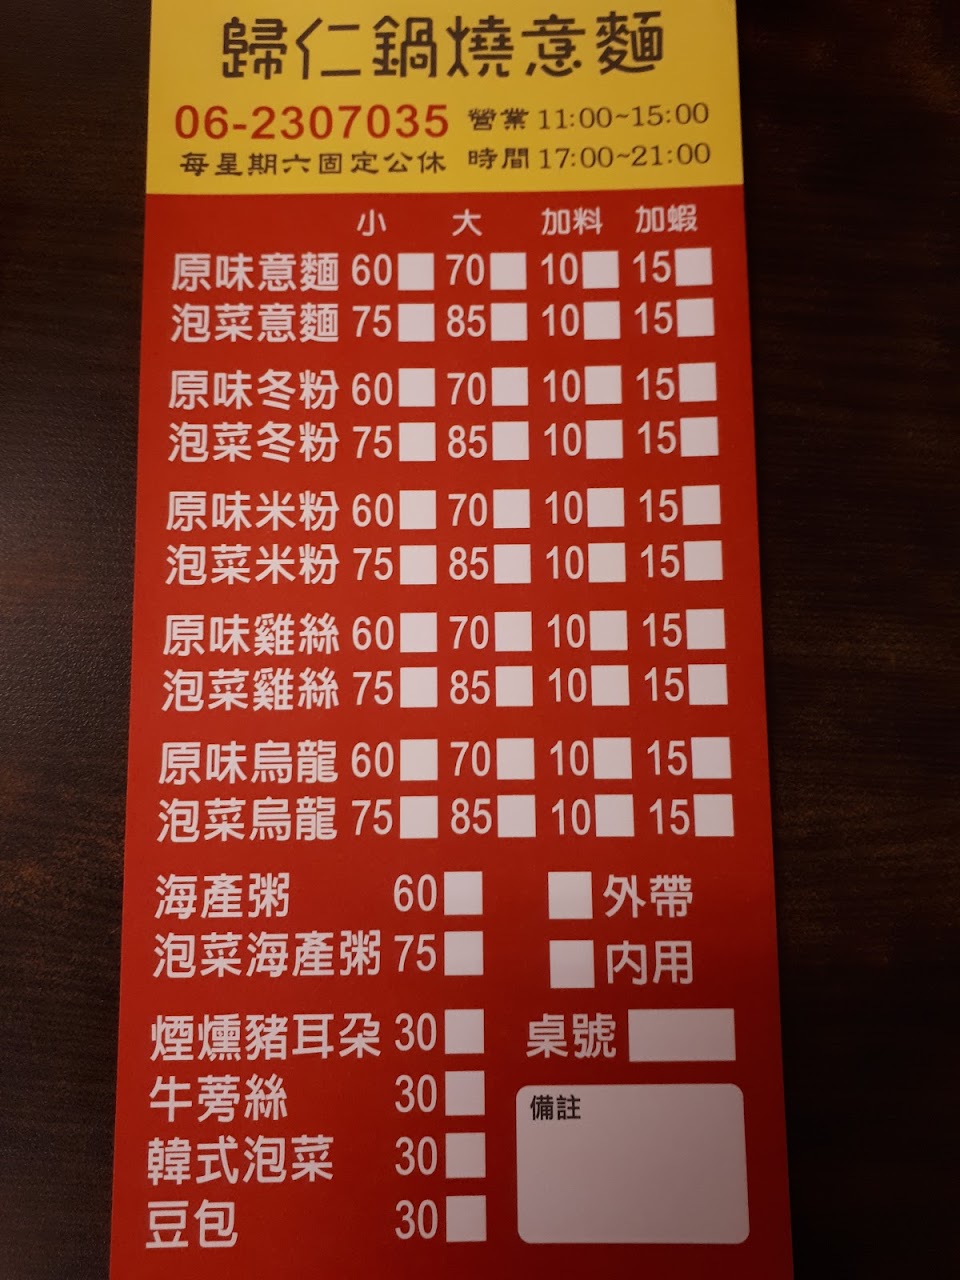 歸仁鍋燒意麵
06-2307035 營業 11:00~15:00
每星期六固定公休 時間 17:00~21:00
小 大 加料 加蝦
原味意麵 60 70 10 15
泡菜意麵 75 85 10 15
原味冬粉 60 70 10 15
泡菜冬粉 75 85 10 15
原味米粉 60 70 10 15
泡菜米粉 75 85 10 15
原味雞絲 60 70 10 15
泡菜雞絲 75 85 10 15
原味烏龍 60 70 10 15
泡菜烏龍 75 85 10 15
海產粥 60 外帶
泡菜海產粥 75 內用
煙燻豬耳朵 30 桌號
牛蒡絲 30 備註
韓式泡菜 30
豆包 30